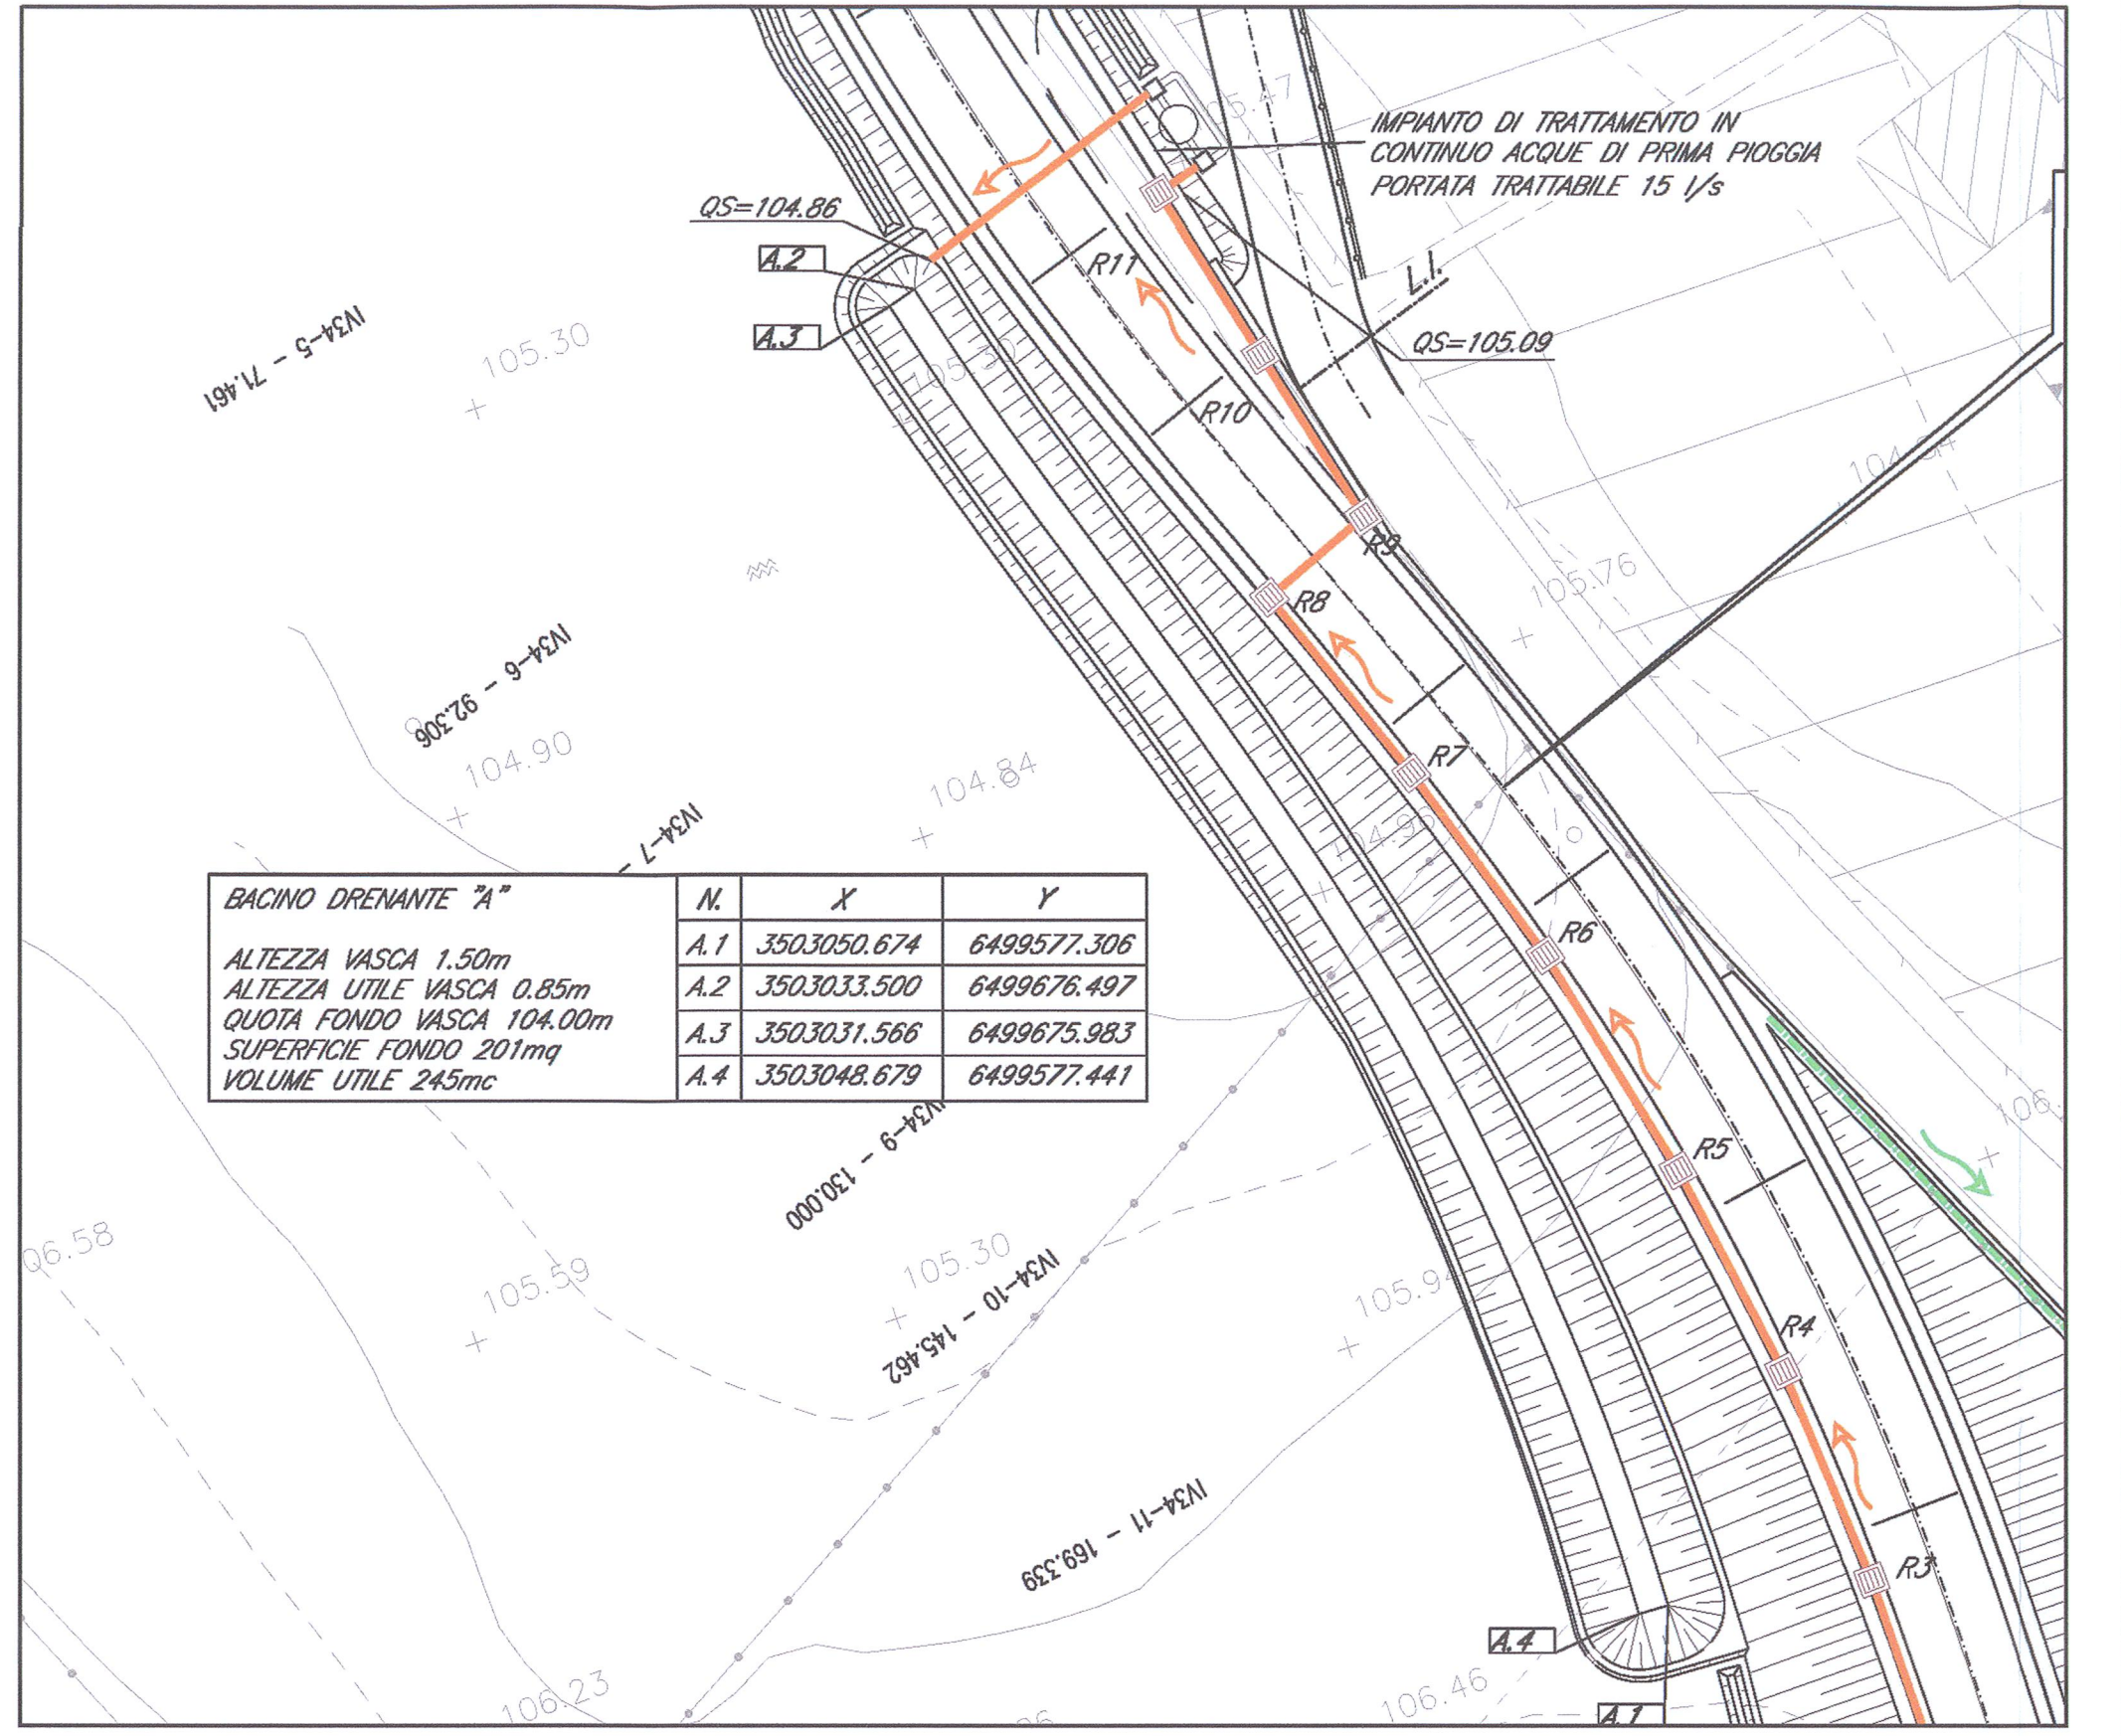 105.47
IMPIANTO DI TRATTAMENTO IN
CONTINUO ACQUE DI PRIMA PIOGGIA
PORTATA TRATTABILE 15 l/s
QS=104.86
A.2
A.3
R11
L.I.
QS=105.09
IV34-5 - 71.461
105.30
105.30
R10
R9
R8
105.76
IV34-6 - 92.306
104.90
104.84
R7
IV34-7 -
BACINO DRENANTE "A"
ALTEZZA VASCA 1.50m
ALTEZZA UTILE VASCA 0.85m
QUOTA FONDO VASCA 104.00m
SUPERFICIE FONDO 201mq
VOLUME UTILE 245mc
N. X Y
A.1 3503050.674 6499577.306
A.2 3503033.500 6499676.497
A.3 3503031.566 6499675.983
A.4 3503048.679 6499577.441
R6
IV34-9 - 130.000
R5
106.
06.58
105.59
105.30
IV34-10 - 145.462
105.94
R4
IV34-11 - 169.339
R3
A.4
106.23
106.46
A.1